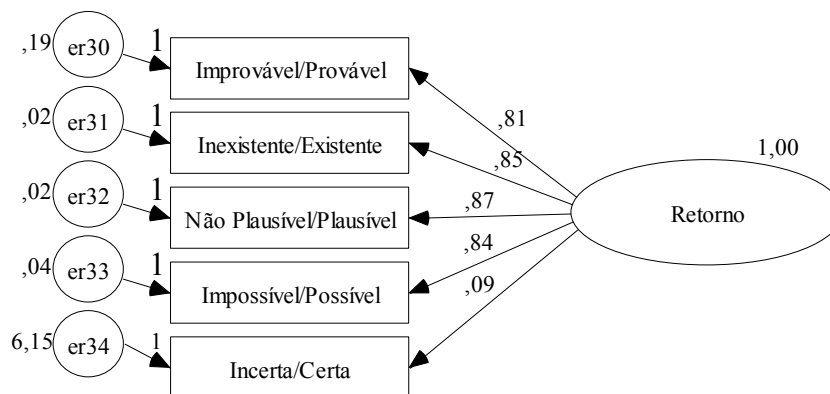 ,19
er30
1
Improvável/Provável
,81
,02
er31
1
Inexistente/Existente
,85
1,00
,02
er32
1
Não Plausível/Plausível
,87
Retorno
,04
er33
1
Impossível/Possível
,84
,09
6,15
er34
1
Incerta/Certa